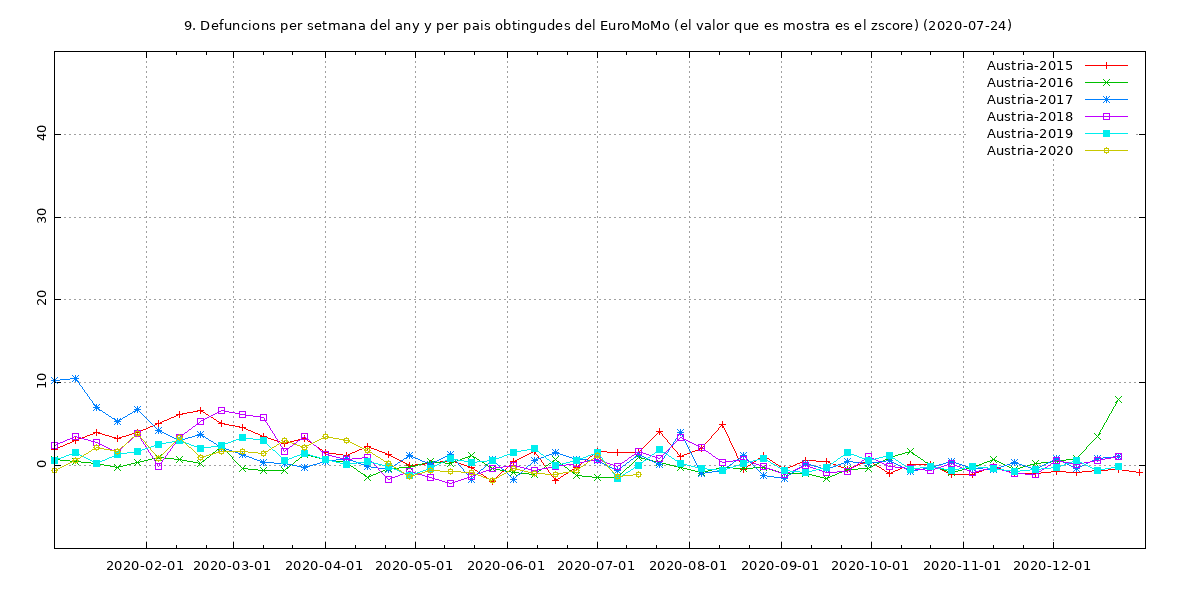 9. Defuncions per setmana del any y per pais obtingudes del EuroMoMo (el valor que es mostra es el zscore) (2020-07-24)
Austria-2015
Austria-2016
Austria-2017
Austria-2018
Austria-2019
Austria-2020
40
30
20
10
0
2020-02-01 2020-03-01 2020-04-01 2020-05-01 2020-06-01 2020-07-01 2020-08-01 2020-09-01 2020-10-01 2020-11-01 2020-12-01